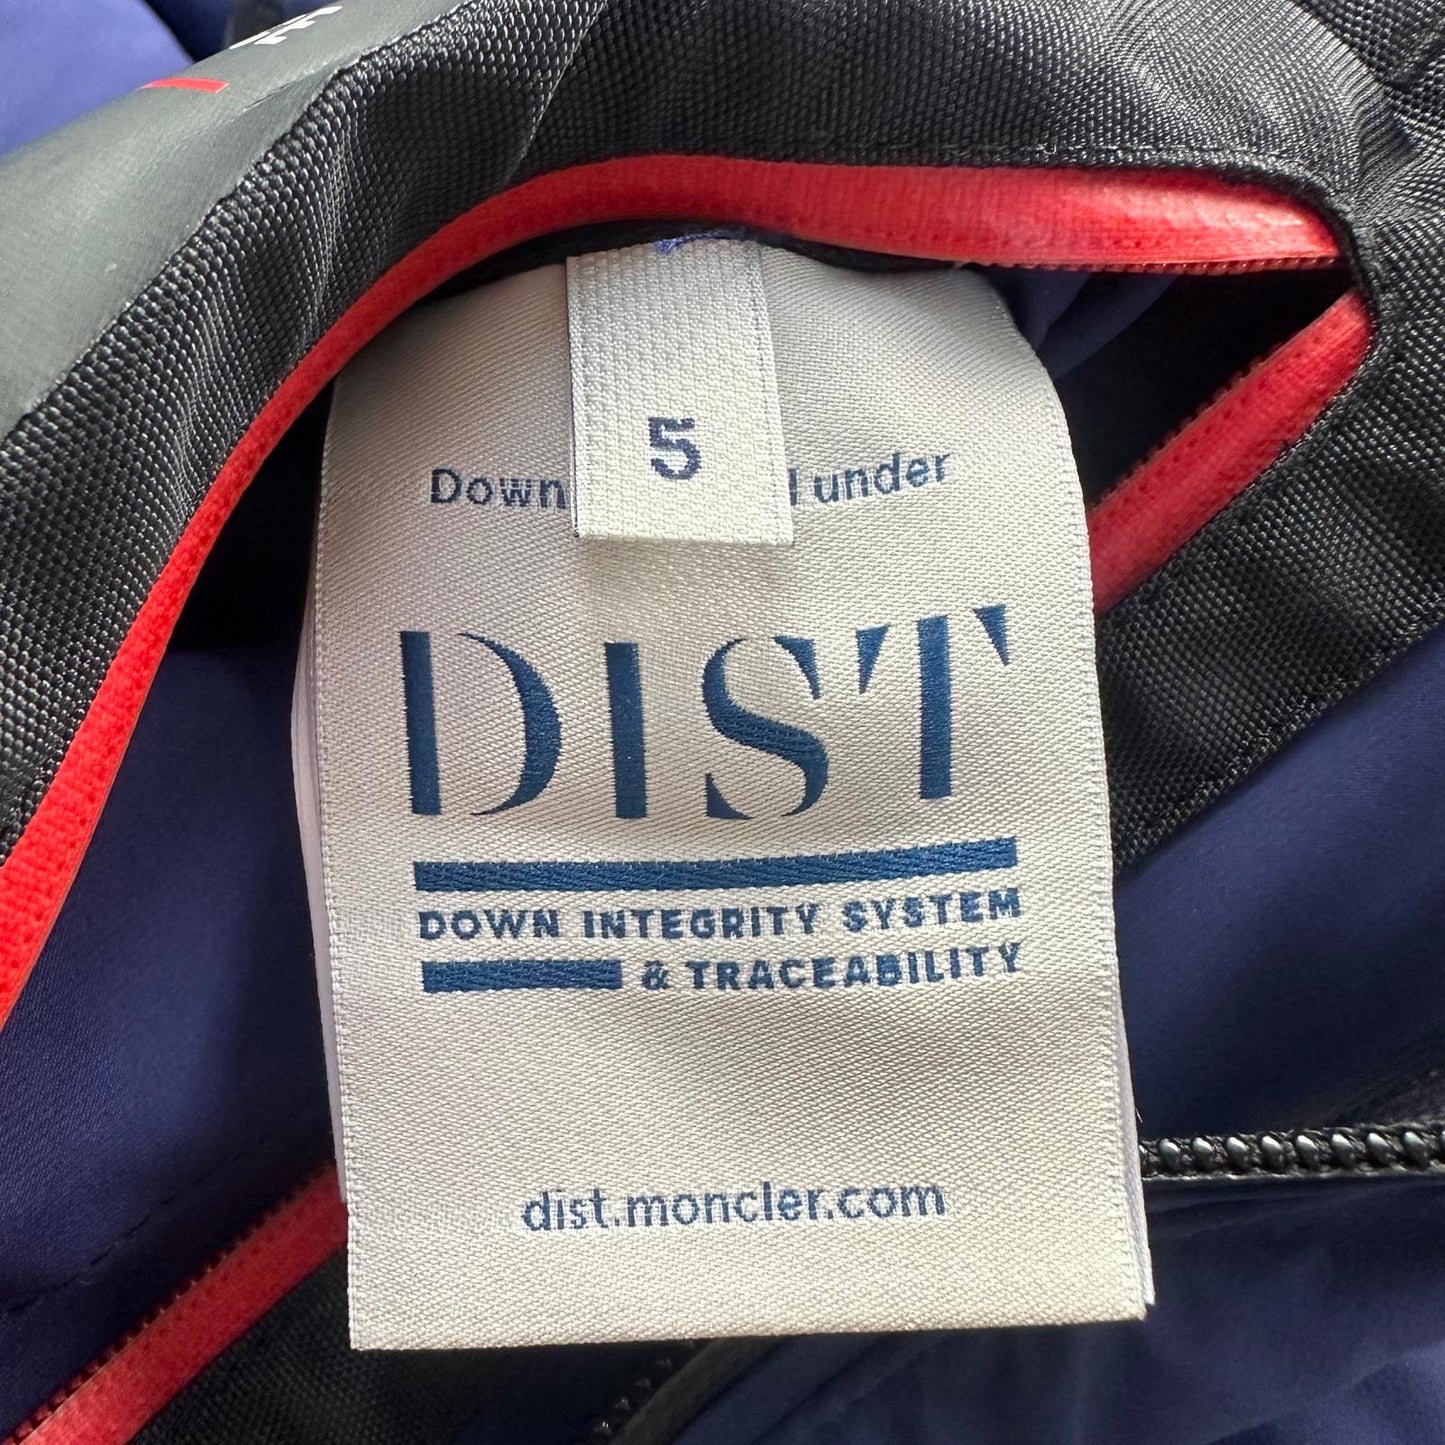 5
Down under
DIST
DOWN INTEGRITY SYSTEM
& TRACEABILITY
dist.moncler.com